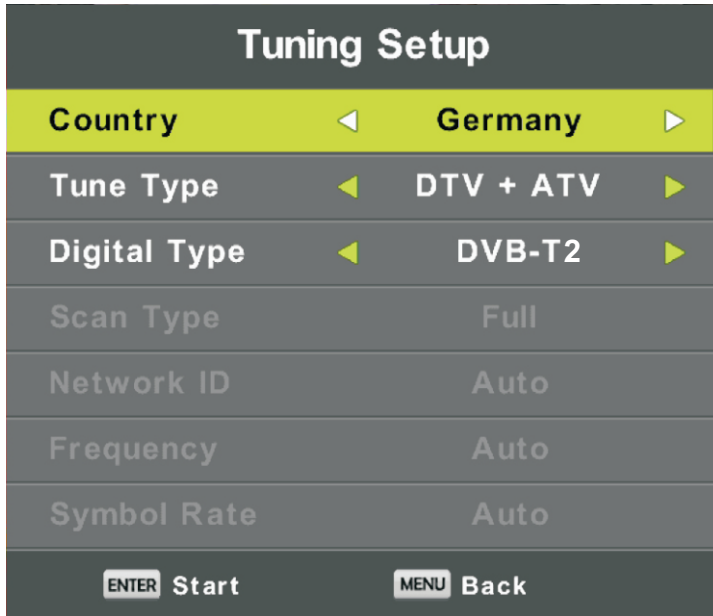 Tuning Setup
Country Germany
Tune Type DTV + ATV
Digital Type DVB-T2
Scan Type Full
Network ID Auto
Frequency Auto
Symbol Rate Auto
ENTER Start MENU Back